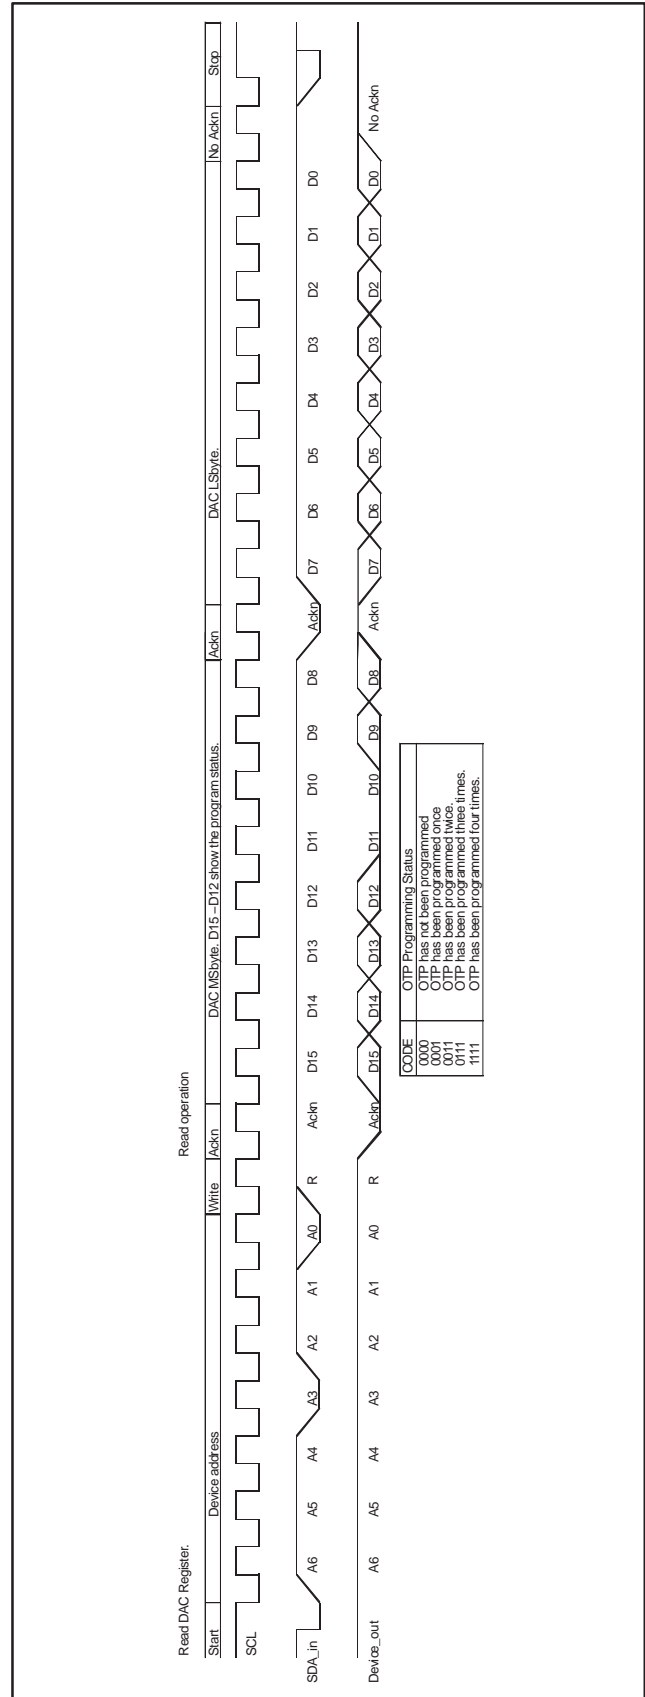 Read DAC Register.
Read operation
Start Device address Write Ackn DAC MSbyte. D15 – D12 show the program status. Ackn DAC LSbyte. No Ackn Stop
SCL
SDA_in A6 A5 A4 A3 A2 A1 A0 R Ackn D15 D14 D13 D12 D11 D10 D9 D8 Ackn D7 D6 D5 D4 D3 D2 D1 D0
Device_out A6 A5 A4 A3 A2 A1 A0 R Ackn D15 D14 D13 D12 D11 D10 D9 D8 Ackn D7 D6 D5 D4 D3 D2 D1 D0 No Ackn
CODE OTP Programming Status
0000 OTP has not been programmed
0001 OTP has been programmed once
0011 OTP has been programmed twice.
0111 OTP has been programmed three times.
1111 OTP has been programmed four times.